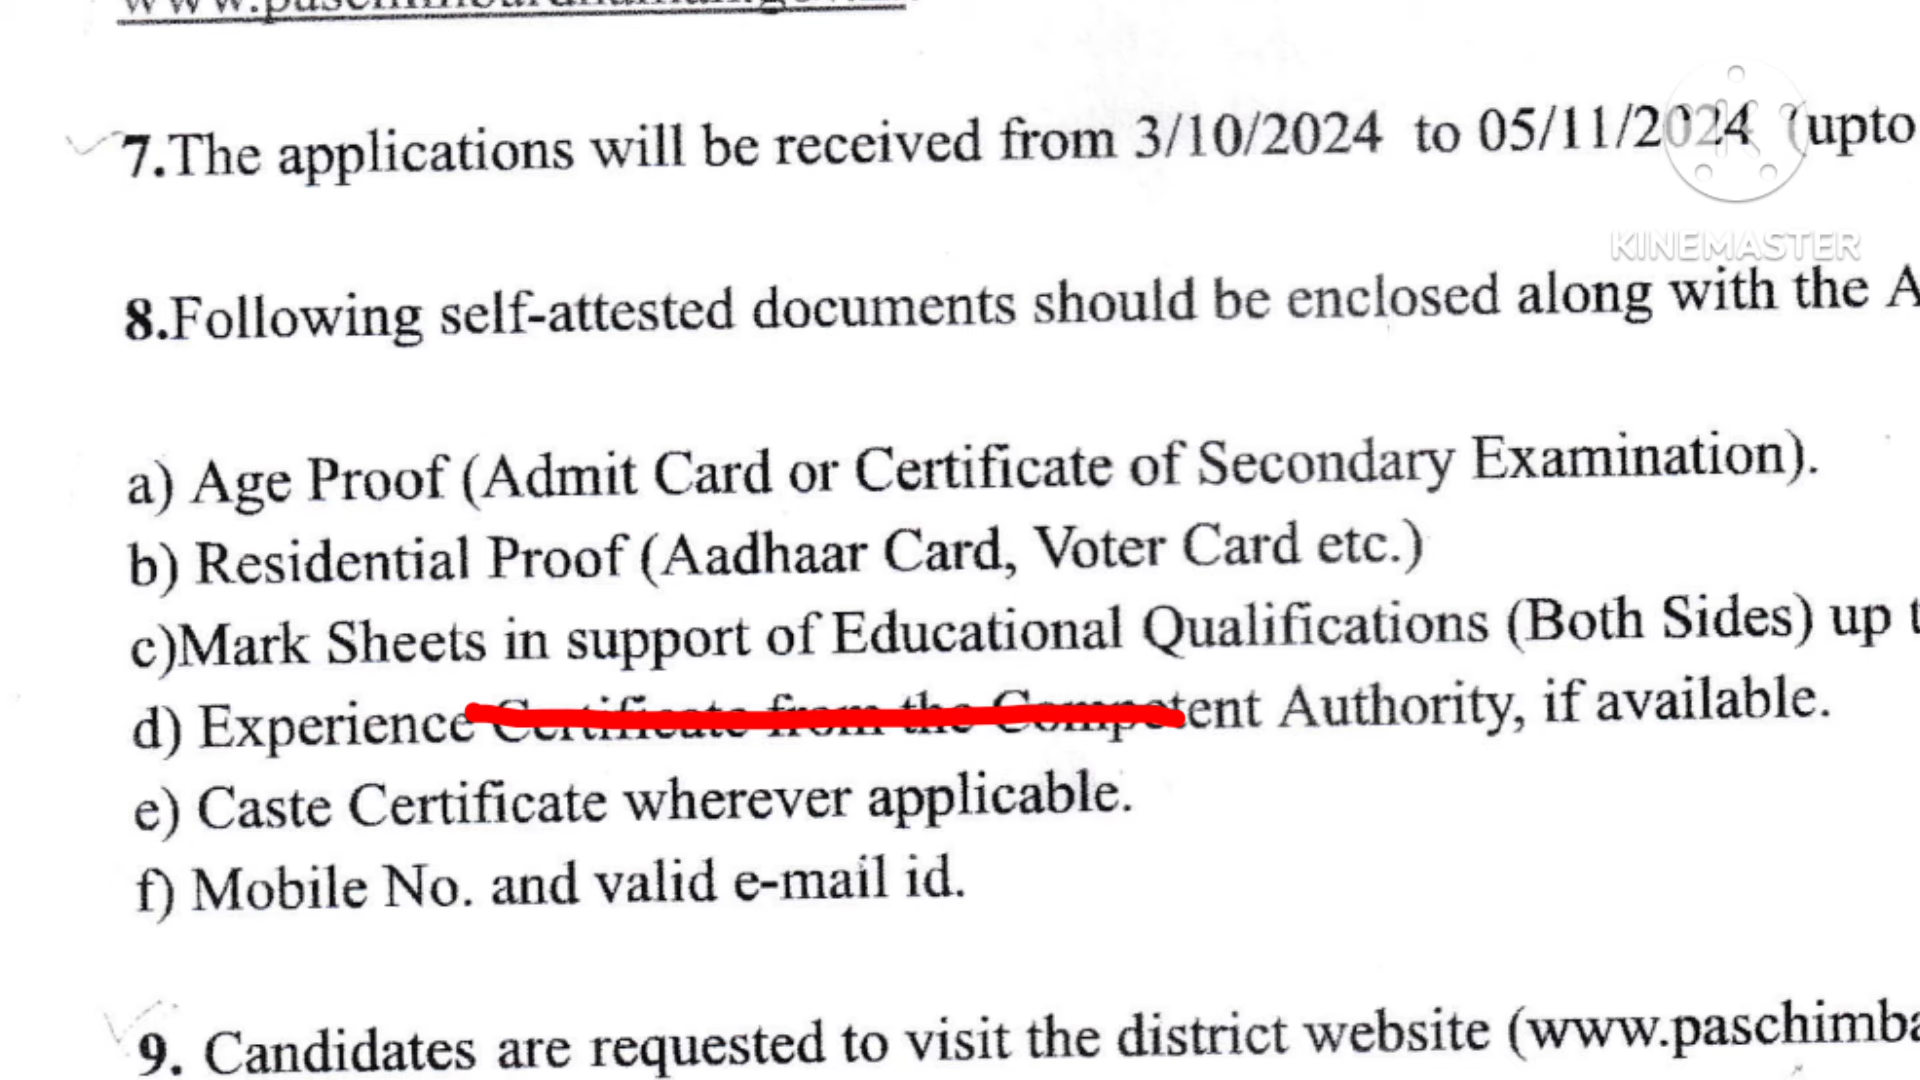 7.The applications will be received from 3/10/2024 to 05/11/2024 (upto
KINEMASTER
8.Following self-attested documents should be enclosed along with the A
a) Age Proof (Admit Card or Certificate of Secondary Examination).
b) Residential Proof (Aadhaar Card, Voter Card etc.)
c)Mark Sheets in support of Educational Qualifications (Both Sides) up t
d) Experience Certificate from the Competent Authority, if available.
e) Caste Certificate wherever applicable.
f) Mobile No. and valid e-mail id.
9. Candidates are requested to visit the district website (www.paschimba